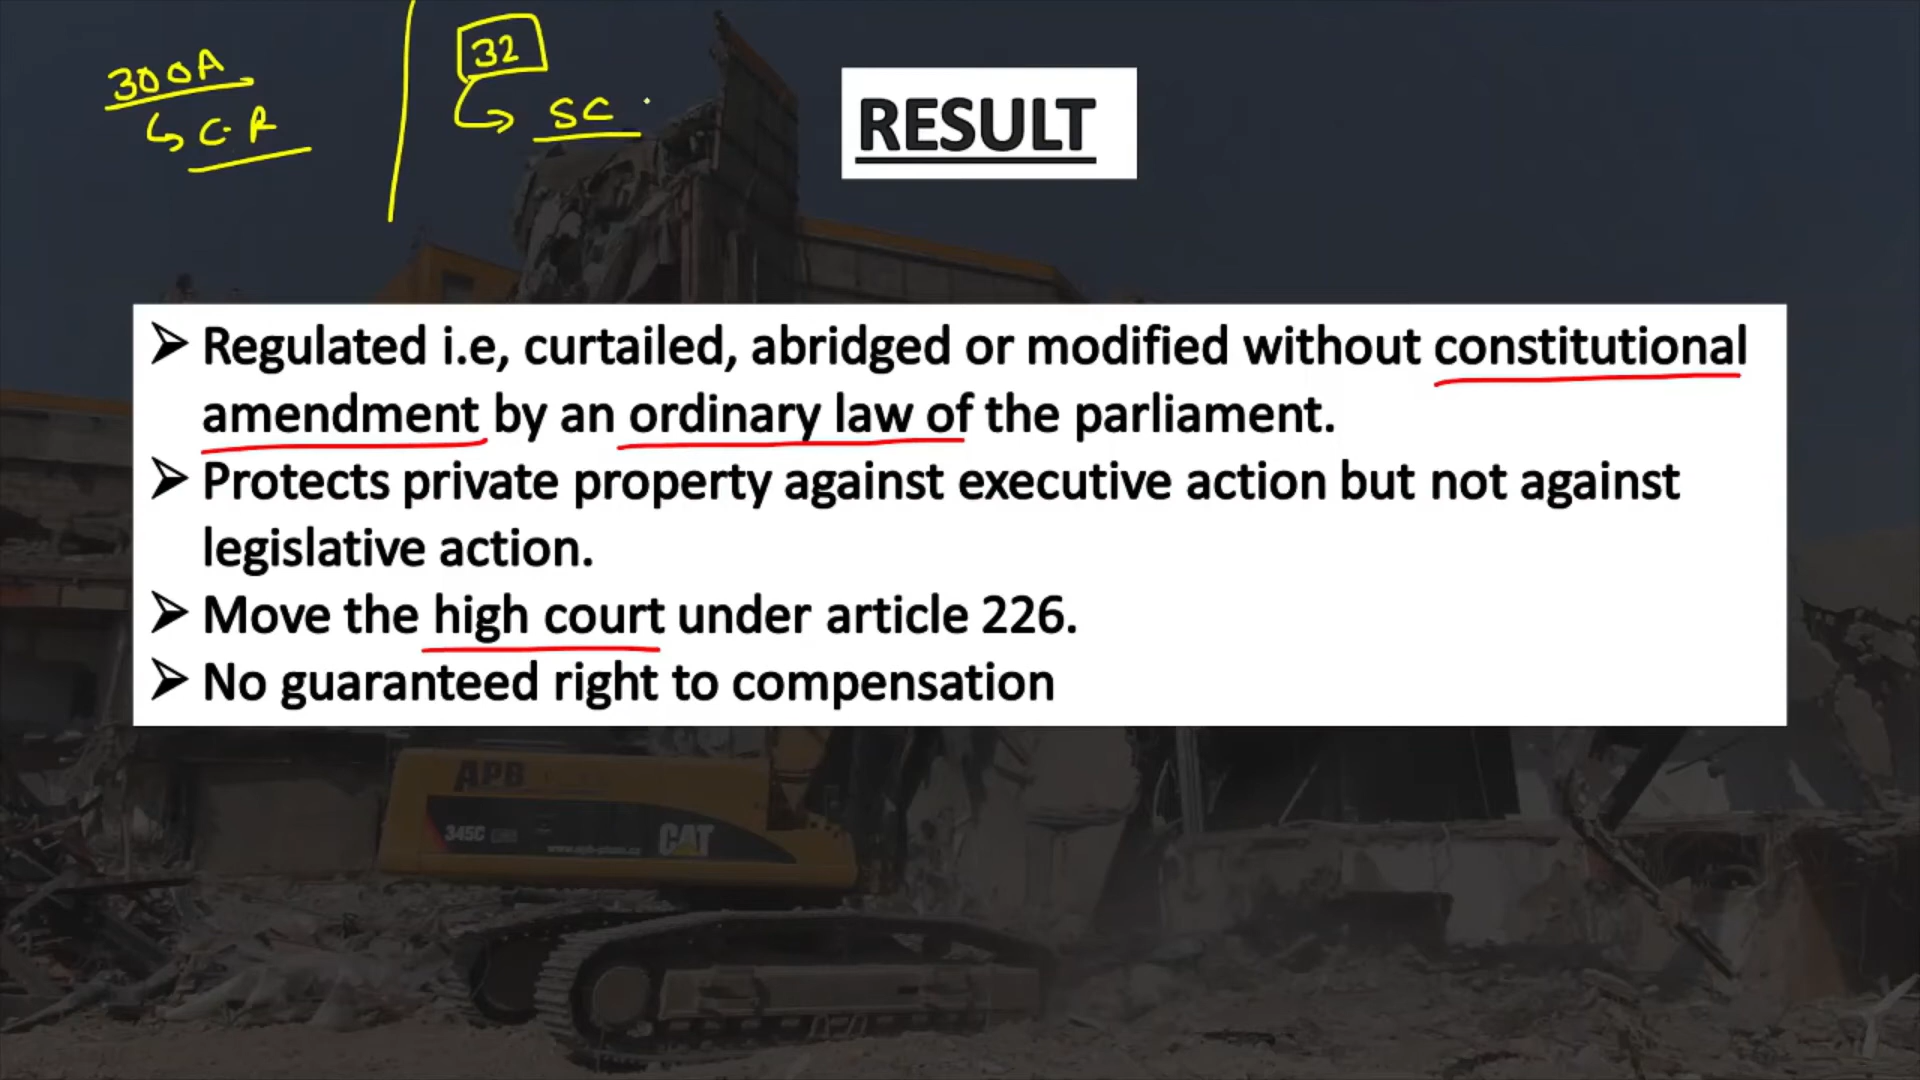 300A
C.R
32
SC
RESULT
➢ Regulated i.e, curtailed, abridged or modified without constitutional
amendment by an ordinary law of the parliament.
➢ Protects private property against executive action but not against
legislative action.
➢ Move the high court under article 226.
➢ No guaranteed right to compensation
APB
345C
CAT